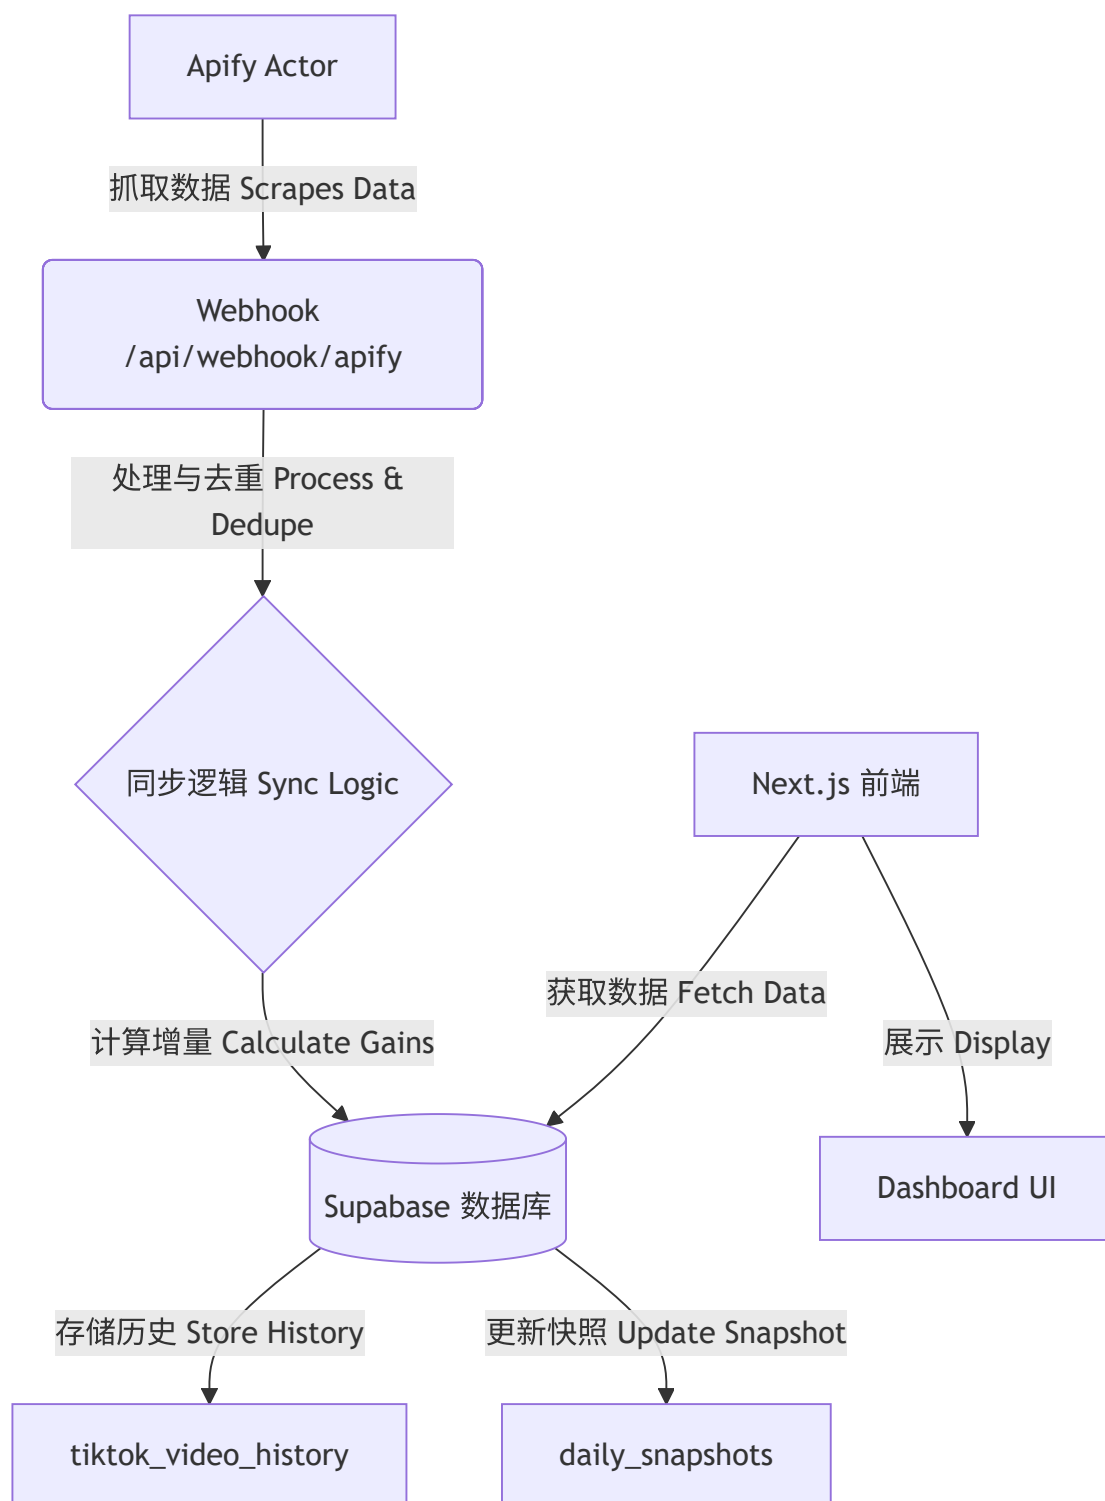 Apify Actor
抓取数据 Scrapes Data
Webhook
/api/webhook/apify
处理与去重 Process &
Dedupe
同步逻辑 Sync Logic
Next.js 前端
获取数据 Fetch Data
计算增量 Calculate Gains
展示 Display
Supabase 数据库
Dashboard UI
存储历史 Store History
更新快照 Update Snapshot
tiktok_video_history
daily_snapshots